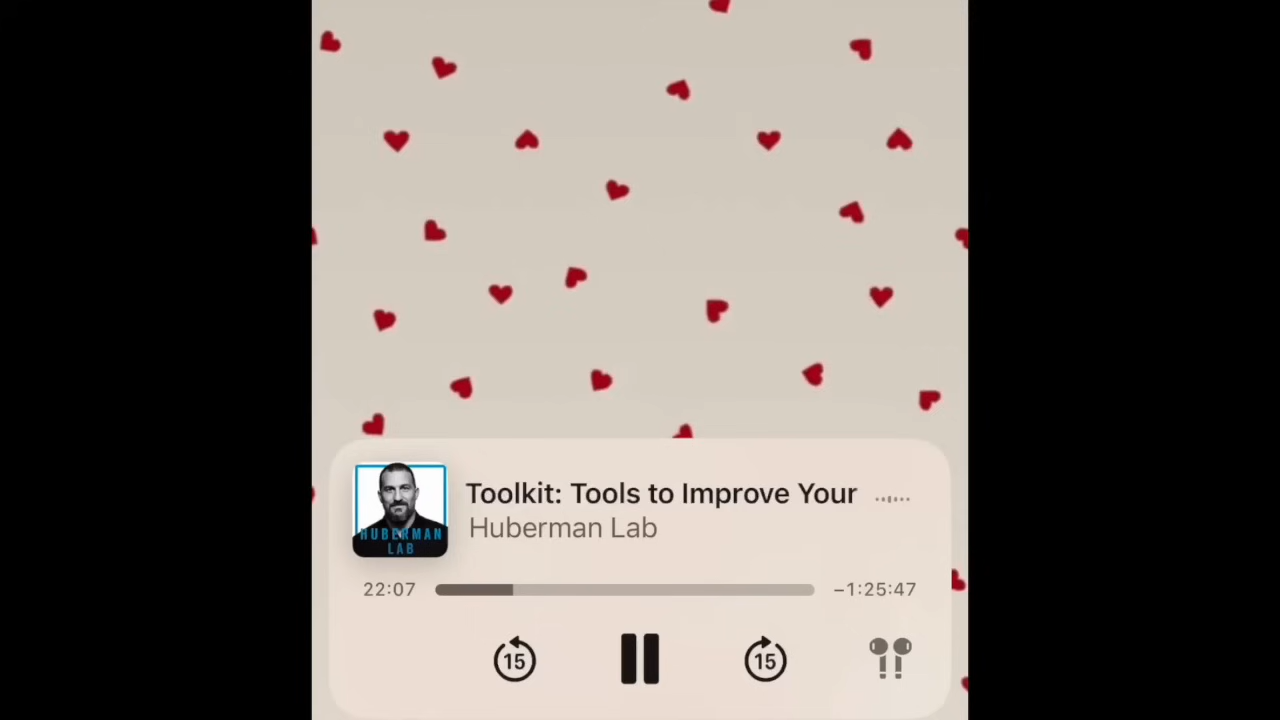 Toolkit: Tools to Improve Your
Huberman Lab
HUBERMAN
LAB
22:07
−1:25:47
15
15